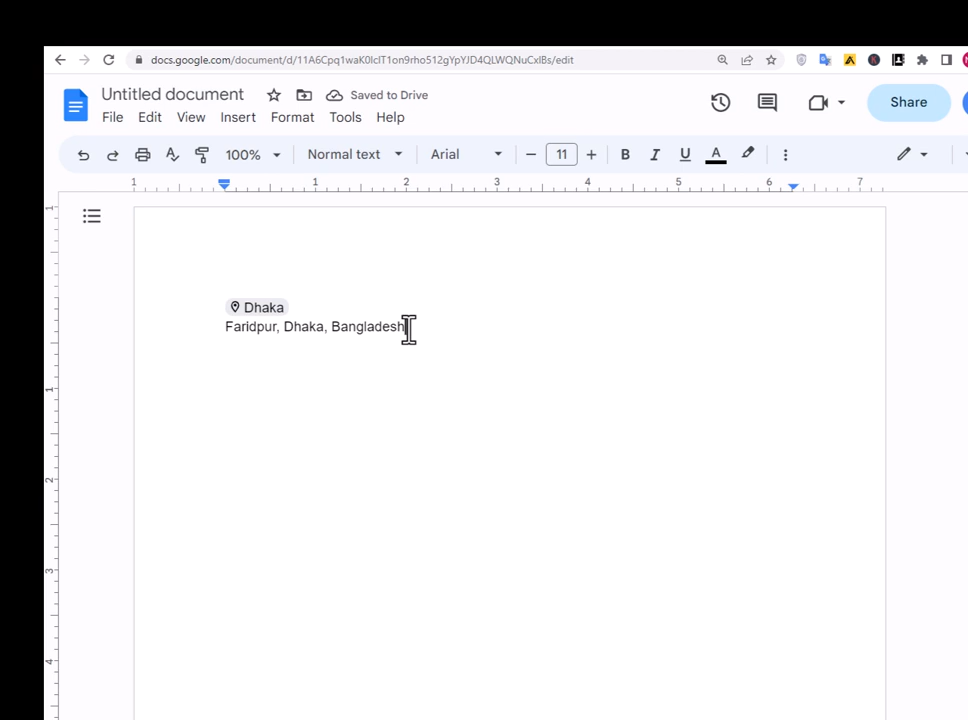 docs.google.com/document/d/11A6Cpq1waK0IcIT1on9rho512gYpYJD4QLWQNuCxIBs/edit
Untitled document Saved to Drive
File Edit View Insert Format Tools Help
Share
100% Normal text Arial 11 B I U A
1 1 2 3 4 5 6 7
1
Dhaka
Faridpur, Dhaka, Bangladesh
1
2
3
4